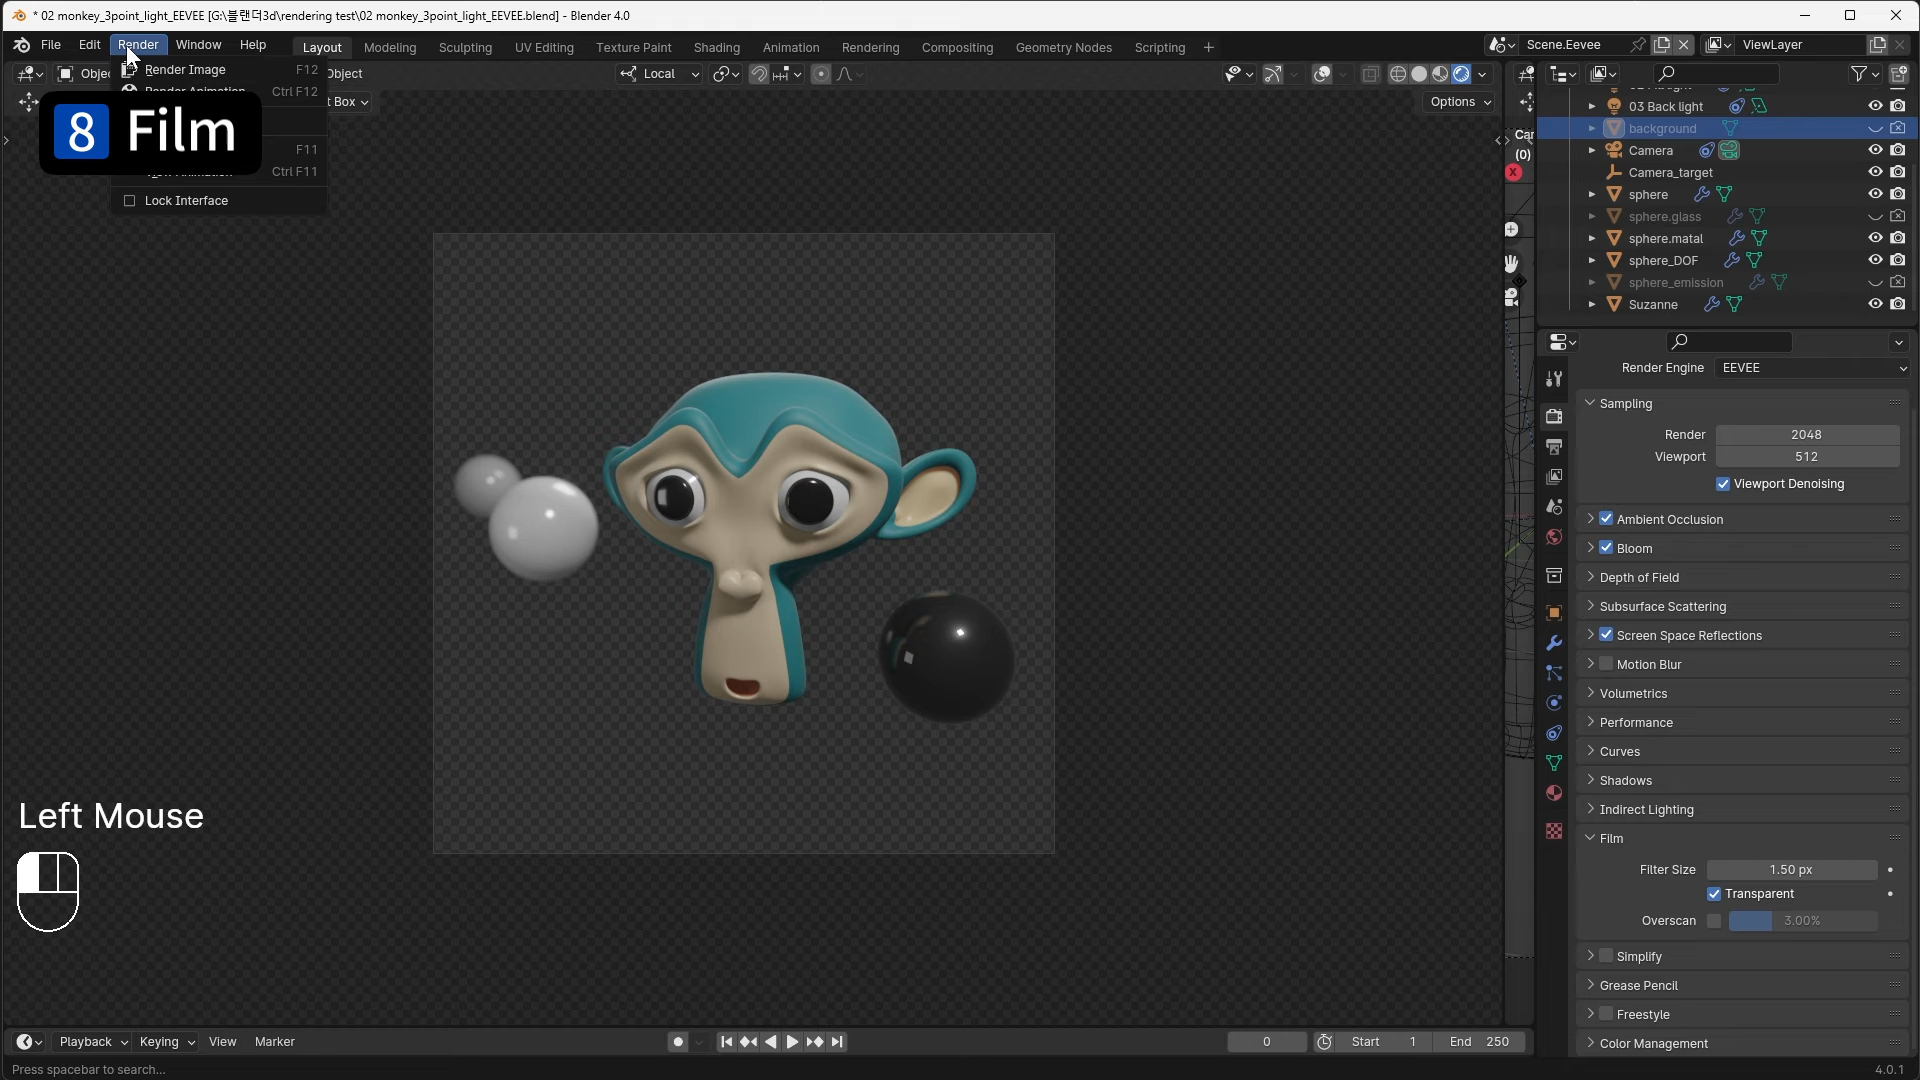 * 02 monkey_3point_light_EEVEE [G:\블랜더3d\rendering test\02 monkey_3point_light_EEVEE.blend] - Blender 4.0
File Edit Render Window Help Layout Modeling Sculpting UV Editing Texture Paint Shading Animation Rendering Compositing Geometry Nodes Scripting + Scene.Eevee ViewLayer
Render Image F12
Render Animation Ctrl F12
8 Film
F11
Ctrl F11
Lock Interface
Object
Local
Box
Options
Car
(0)
X
03 Back light
background
Camera
Camera_target
sphere
sphere.glass
sphere.matal
sphere_DOF
sphere_emission
Suzanne
Render Engine EEVEE
Sampling
Render 2048
Viewport 512
Viewport Denoising
Ambient Occlusion
Bloom
Depth of Field
Subsurface Scattering
Screen Space Reflections
Motion Blur
Volumetrics
Performance
Curves
Shadows
Indirect Lighting
Film
Filter Size 1.50 px
Transparent
Overscan 3.00%
Simplify
Grease Pencil
Freestyle
Color Management
Left Mouse
Playback Keying View Marker 0 Start 1 End 250
Press spacebar to search... 4.0.1